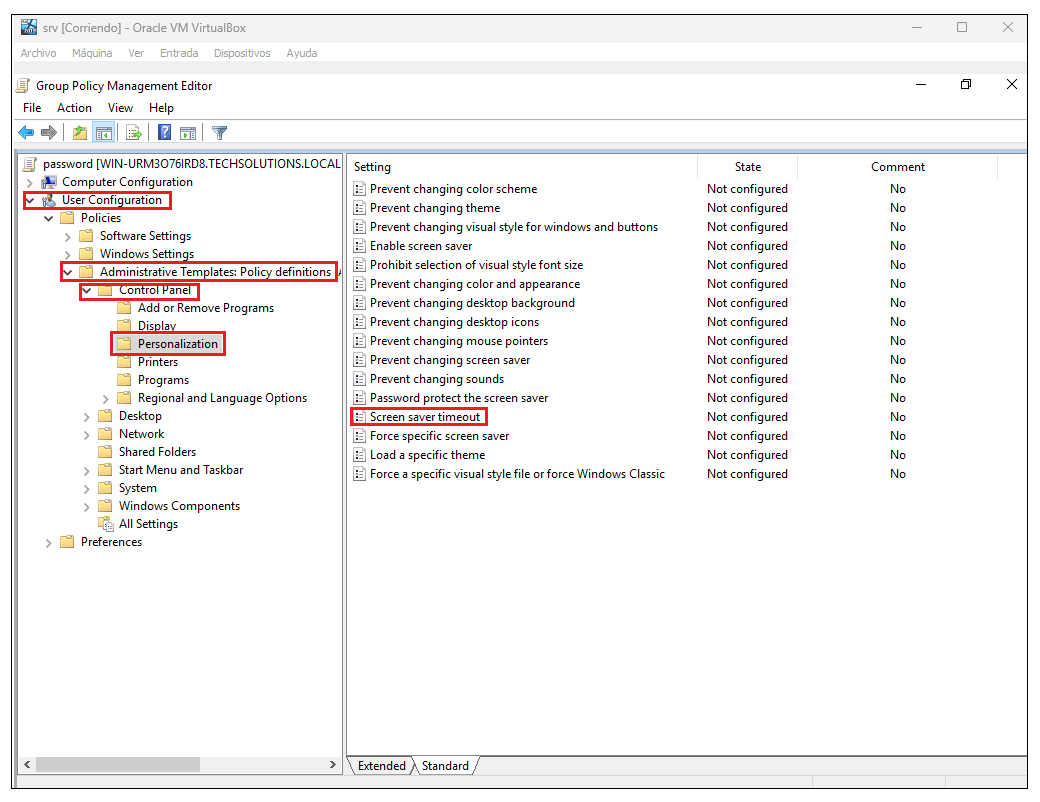 srv [Corriendo] - Oracle VM VirtualBox
Archivo Máquina Ver Entrada Dispositivos Ayuda
Group Policy Management Editor
File Action View Help
password [WIN-URM3O76IRD8.TECHSOLUTIONS.LOCAL
Computer Configuration
User Configuration
Policies
Software Settings
Windows Settings
Administrative Templates: Policy definitions
Control Panel
Add or Remove Programs
Display
Personalization
Printers
Programs
Regional and Language Options
Desktop
Network
Shared Folders
Start Menu and Taskbar
System
Windows Components
All Settings
Preferences
Setting State Comment
Prevent changing color scheme Not configured No
Prevent changing theme Not configured No
Prevent changing visual style for windows and buttons Not configured No
Enable screen saver Not configured No
Prohibit selection of visual style font size Not configured No
Prevent changing color and appearance Not configured No
Prevent changing desktop background Not configured No
Prevent changing desktop icons Not configured No
Prevent changing mouse pointers Not configured No
Prevent changing screen saver Not configured No
Prevent changing sounds Not configured No
Password protect the screen saver Not configured No
Screen saver timeout Not configured No
Force specific screen saver Not configured No
Load a specific theme Not configured No
Force a specific visual style file or force Windows Classic Not configured No
Extended Standard